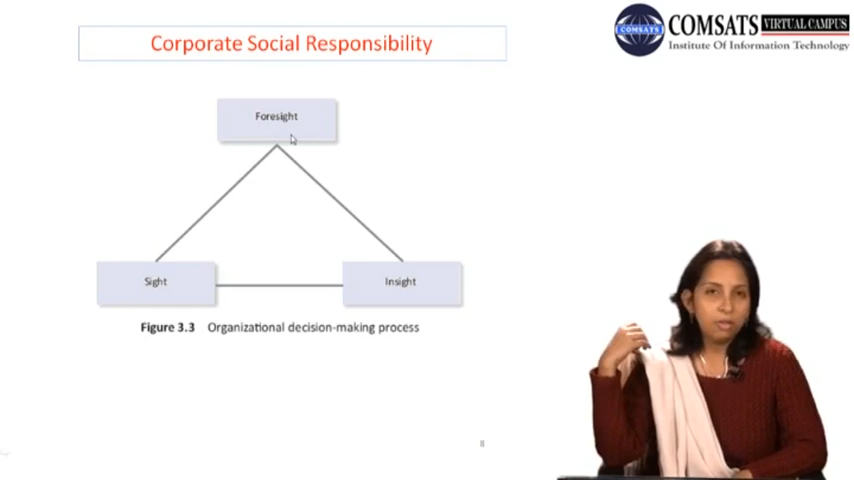 Corporate Social Responsibility
COMSATS VIRTUAL CAMPUS
COMSATS
Institute Of Information Technology
Foresight
Sight
Insight
Figure 3.3 Organizational decision-making process
8